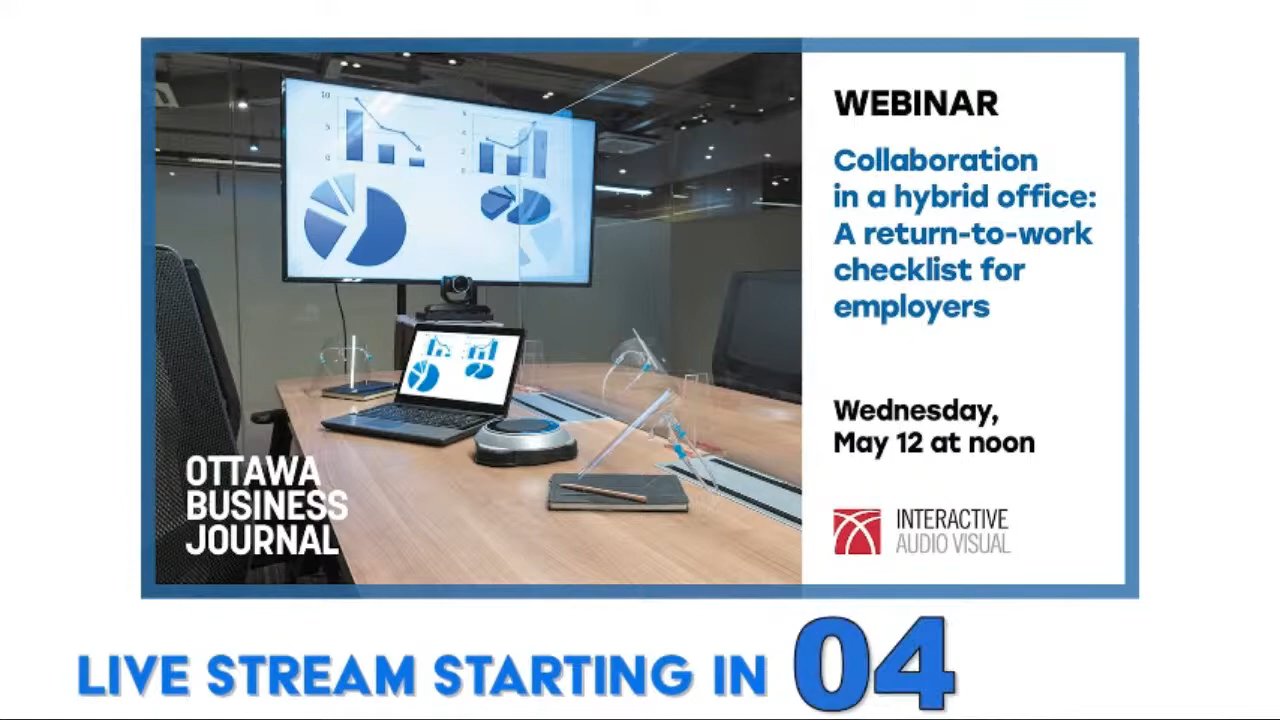 WEBINAR
Collaboration
in a hybrid office:
A return-to-work
checklist for
employers
Wednesday,
May 12 at noon
INTERACTIVE
AUDIO VISUAL
OTTAWA
BUSINESS
JOURNAL
LIVE STREAM STARTING IN 04